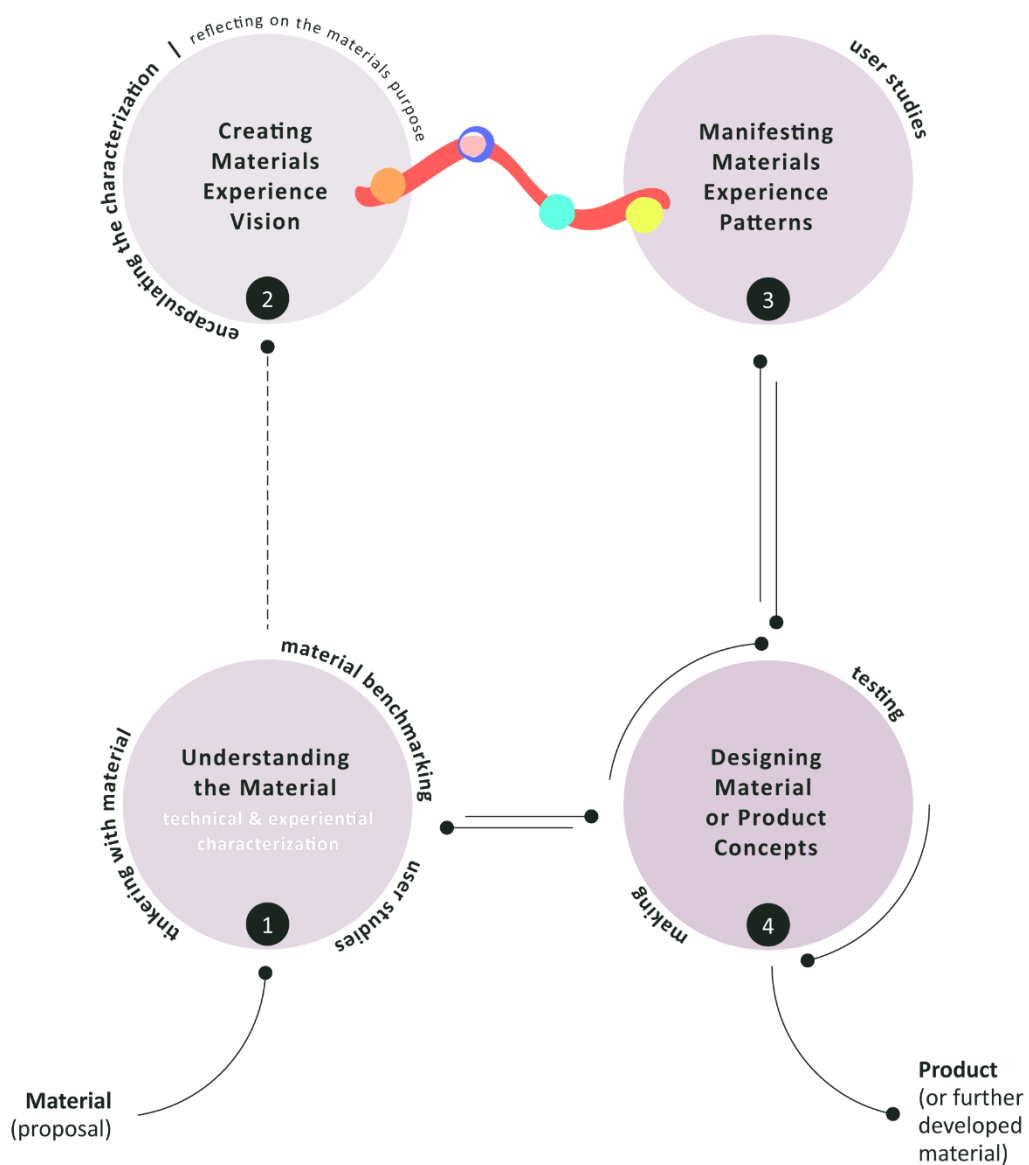 encapsulating the characterization |
reflecting on the materials purpose
Creating
Materials
Experience
Vision
2
user studies
Manifesting
Materials
Experience
Patterns
3
material benchmarking
tinkering with material
user studies
Understanding
the Material
technical & experiential
characterization
1
testing
making
Designing
Material
or Product
Concepts
4
Material
(proposal)
Product
(or further
developed
material)